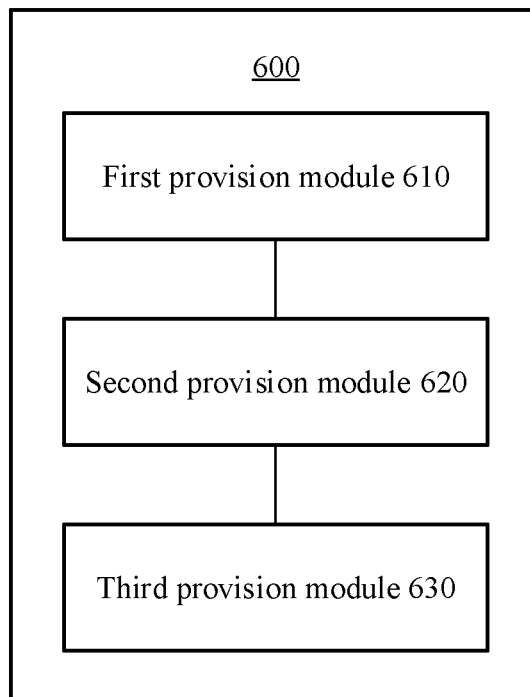 600
First provision module 610
Second provision module 620
Third provision module 630